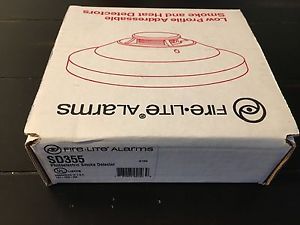 Low Profile Addressable
Smoke and Heat Detectors
FIRE•LITE® ALARMS
FIRE•LITE® ALARMS
SD355
Photoelectric Smoke Detector